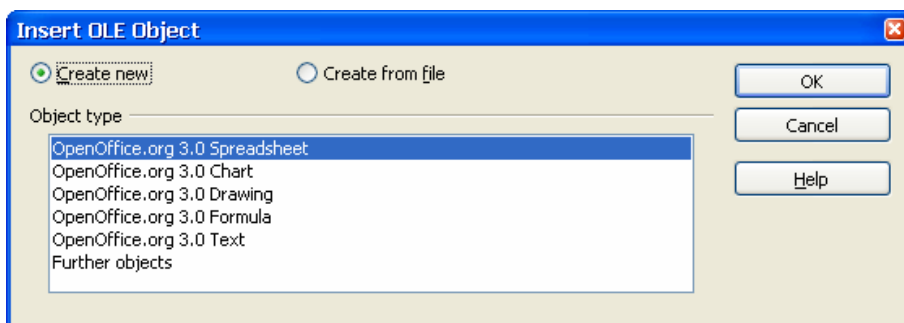 Insert OLE Object
Create new
Create from file
OK
Object type
Cancel
OpenOffice.org 3.0 Spreadsheet
OpenOffice.org 3.0 Chart
Help
OpenOffice.org 3.0 Drawing
OpenOffice.org 3.0 Formula
OpenOffice.org 3.0 Text
Further objects